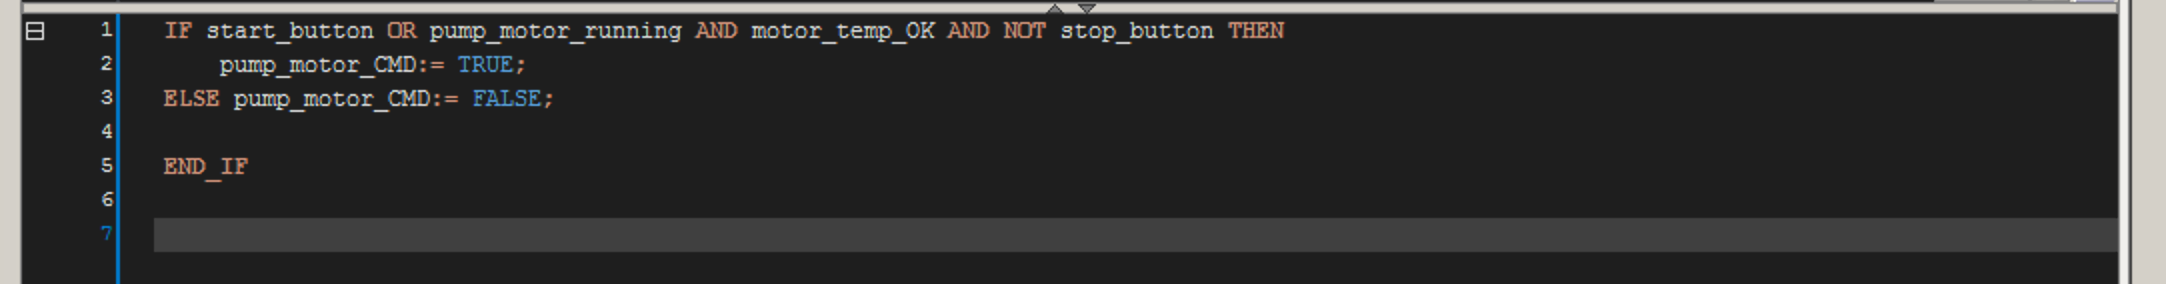 1 IF start_button OR pump_motor_running AND motor_temp_OK AND NOT stop_button THEN
2 pump_motor_CMD:= TRUE;
3 ELSE pump_motor_CMD:= FALSE;
4
5 END_IF
6
7